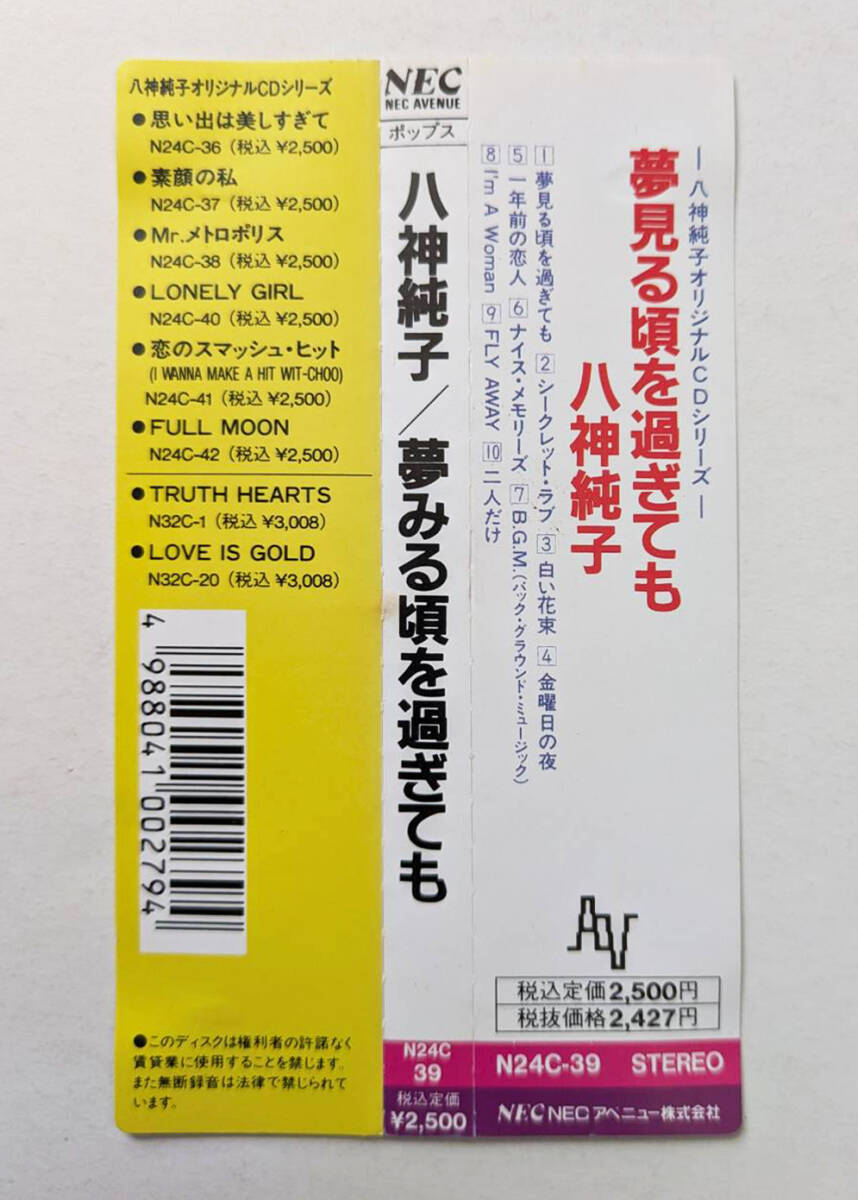 八神純子オリジナルCDシリーズ
●思い出は美しすぎて
N24C-36（税込¥2,500）
●素顔の私
N24C-37（税込¥2,500）
●Mr.メトロポリス
N24C-38（税込¥2,500）
●LONELY GIRL
N24C-40（税込¥2,500）
●恋のスマッシュ・ヒット
(I WANNA MAKE A HIT WIT-CHOO)
N24C-41（税込¥2,500）
●FULL MOON
N24C-42（税込¥2,500）
●TRUTH HEARTS
N32C-1（税込¥3,008）
●LOVE IS GOLD
N32C-20（税込¥3,008）
4 988041 002794
●このディスクは権利者の許諾なく
賃貸業に使用することを禁じます。
また無断録音は法律で禁じられて
います。
NEC
NEC AVENUE
ポップス
八神純子／夢みる頃を過ぎても
N24C
39
税込定価
¥2,500
―八神純子オリジナルCDシリーズ―
夢見る頃を過ぎても
八神純子
1 夢見る頃を過ぎても 2 シークレット・ラブ 3 白い花束 4 金曜日の夜
5 一年前の恋人 6 ナイス・メモリーズ 7 B.G.M.(バック・グラウンド・ミュージック)
8 I'm A Woman 9 FLY AWAY 10 二人だけ
AV
税込定価2,500円
税抜価格2,427円
N24C-39 STEREO
NEC NEC アベニュー株式会社